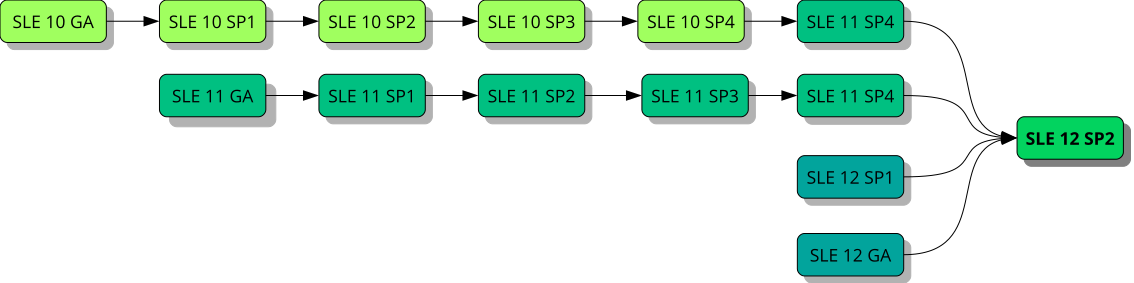 SLE 10 GA
SLE 10 SP1
SLE 10 SP2
SLE 10 SP3
SLE 10 SP4
SLE 11 SP4
SLE 11 GA
SLE 11 SP1
SLE 11 SP2
SLE 11 SP3
SLE 11 SP4
SLE 12 SP2
SLE 12 SP1
SLE 12 GA